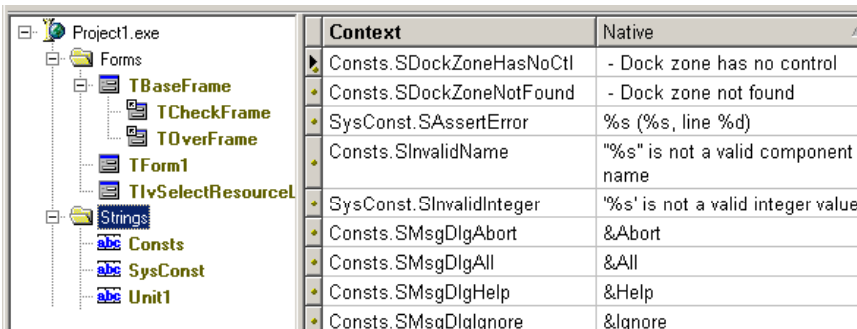 Project1.exe
Forms
TBaseFrame
TCheckFrame
TOverFrame
TForm1
TIvSelectResourceL
Strings
Consts
SysConst
Unit1
Context Native
Consts.SDockZoneHasNoCtl - Dock zone has no control
Consts.SDockZoneNotFound - Dock zone not found
SysConst.SAssertError %s (%s, line %d)
Consts.SInvalidName "%s" is not a valid component
name
SysConst.SInvalidInteger '%s' is not a valid integer value
Consts.SMsgDlgAbort &Abort
Consts.SMsgDlgAll &All
Consts.SMsgDlgHelp &Help
Consts.SMsgDlgIgnore &Ignore